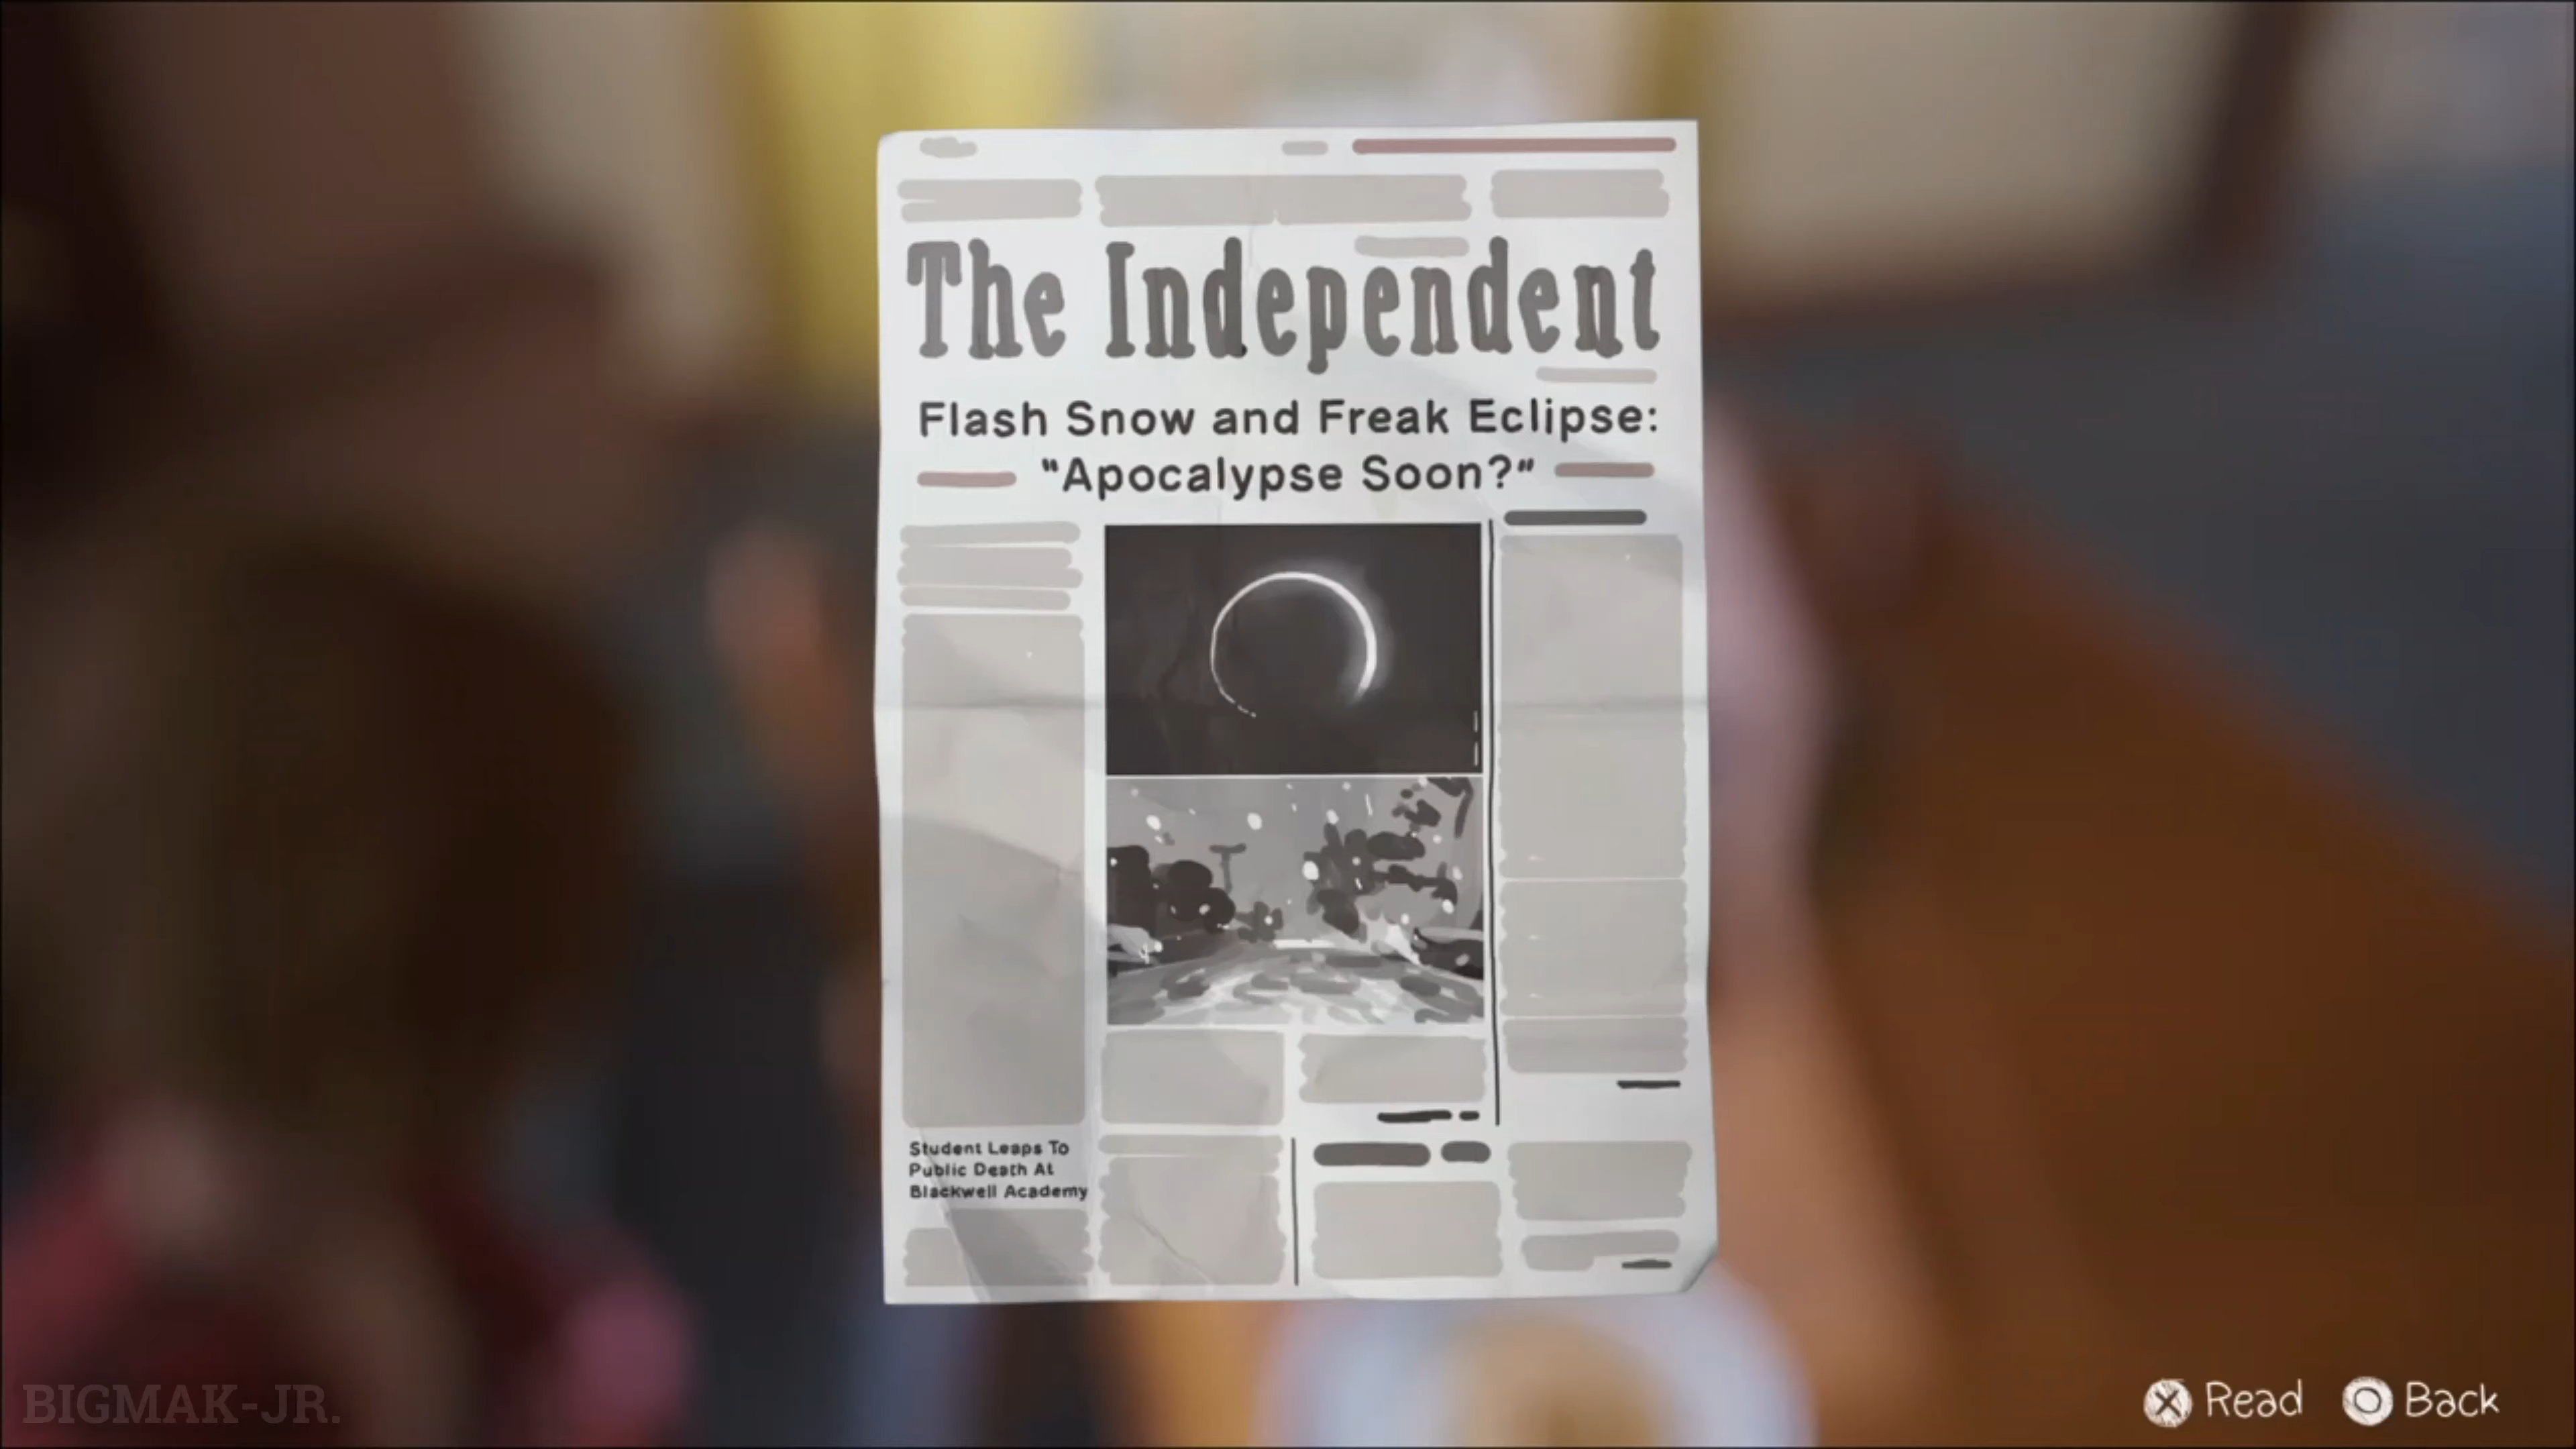 The Independent
Flash Snow and Freak Eclipse:
"Apocalypse Soon?"
Student Leaps To
Public Death At
Blackwell Academy
BIGMAK-JR.
Read
Back